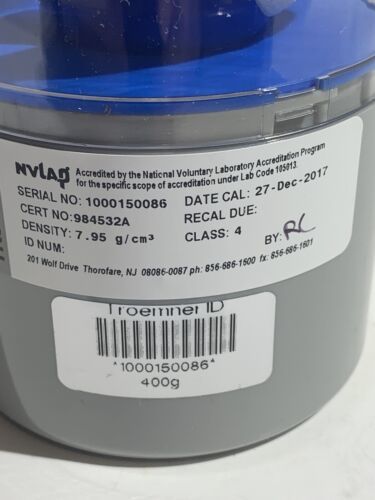 NVLAP Accredited by the National Voluntary Laboratory Accreditation Program
for the specific scope of accreditation under Lab Code 105013.
SERIAL NO: 1000150086 DATE CAL: 27-Dec-2017
CERT NO: 984532A RECAL DUE:
DENSITY: 7.95 g/cm³ CLASS: 4
ID NUM: BY: RC
201 Wolf Drive Thorofare, NJ 08086-0087 ph: 856-686-1600 fx: 856-686-1601
Troemner ID
*1000150086*
400g